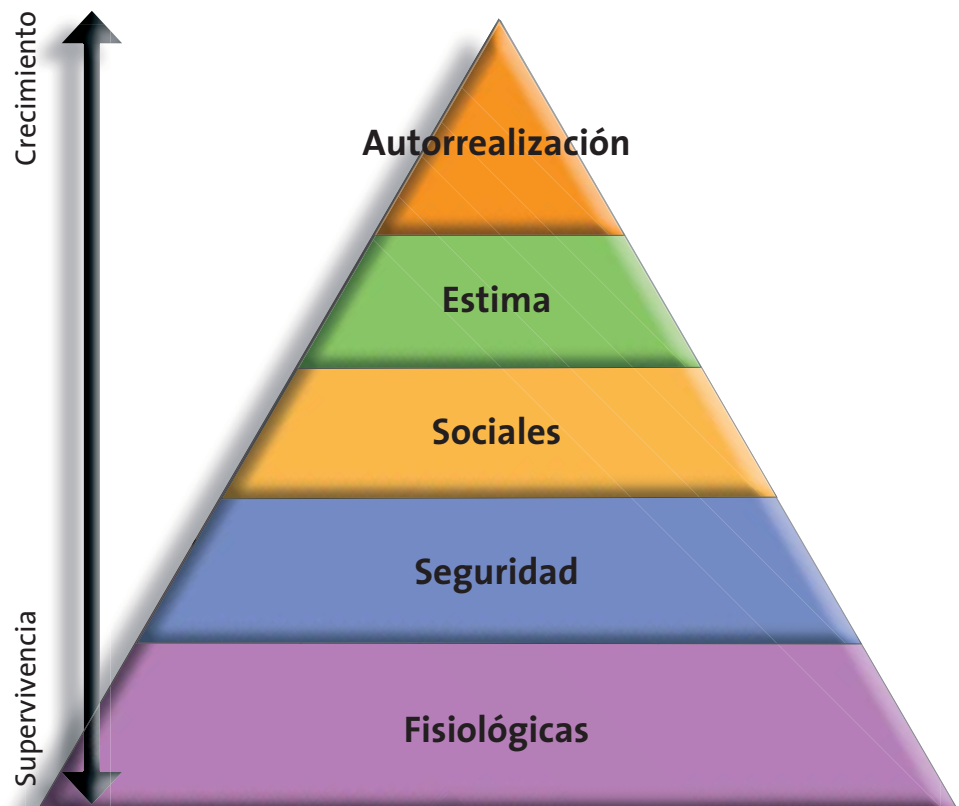 Crecimiento
Autorrealización
Estima
Sociales
Seguridad
Supervivencia
Fisiológicas